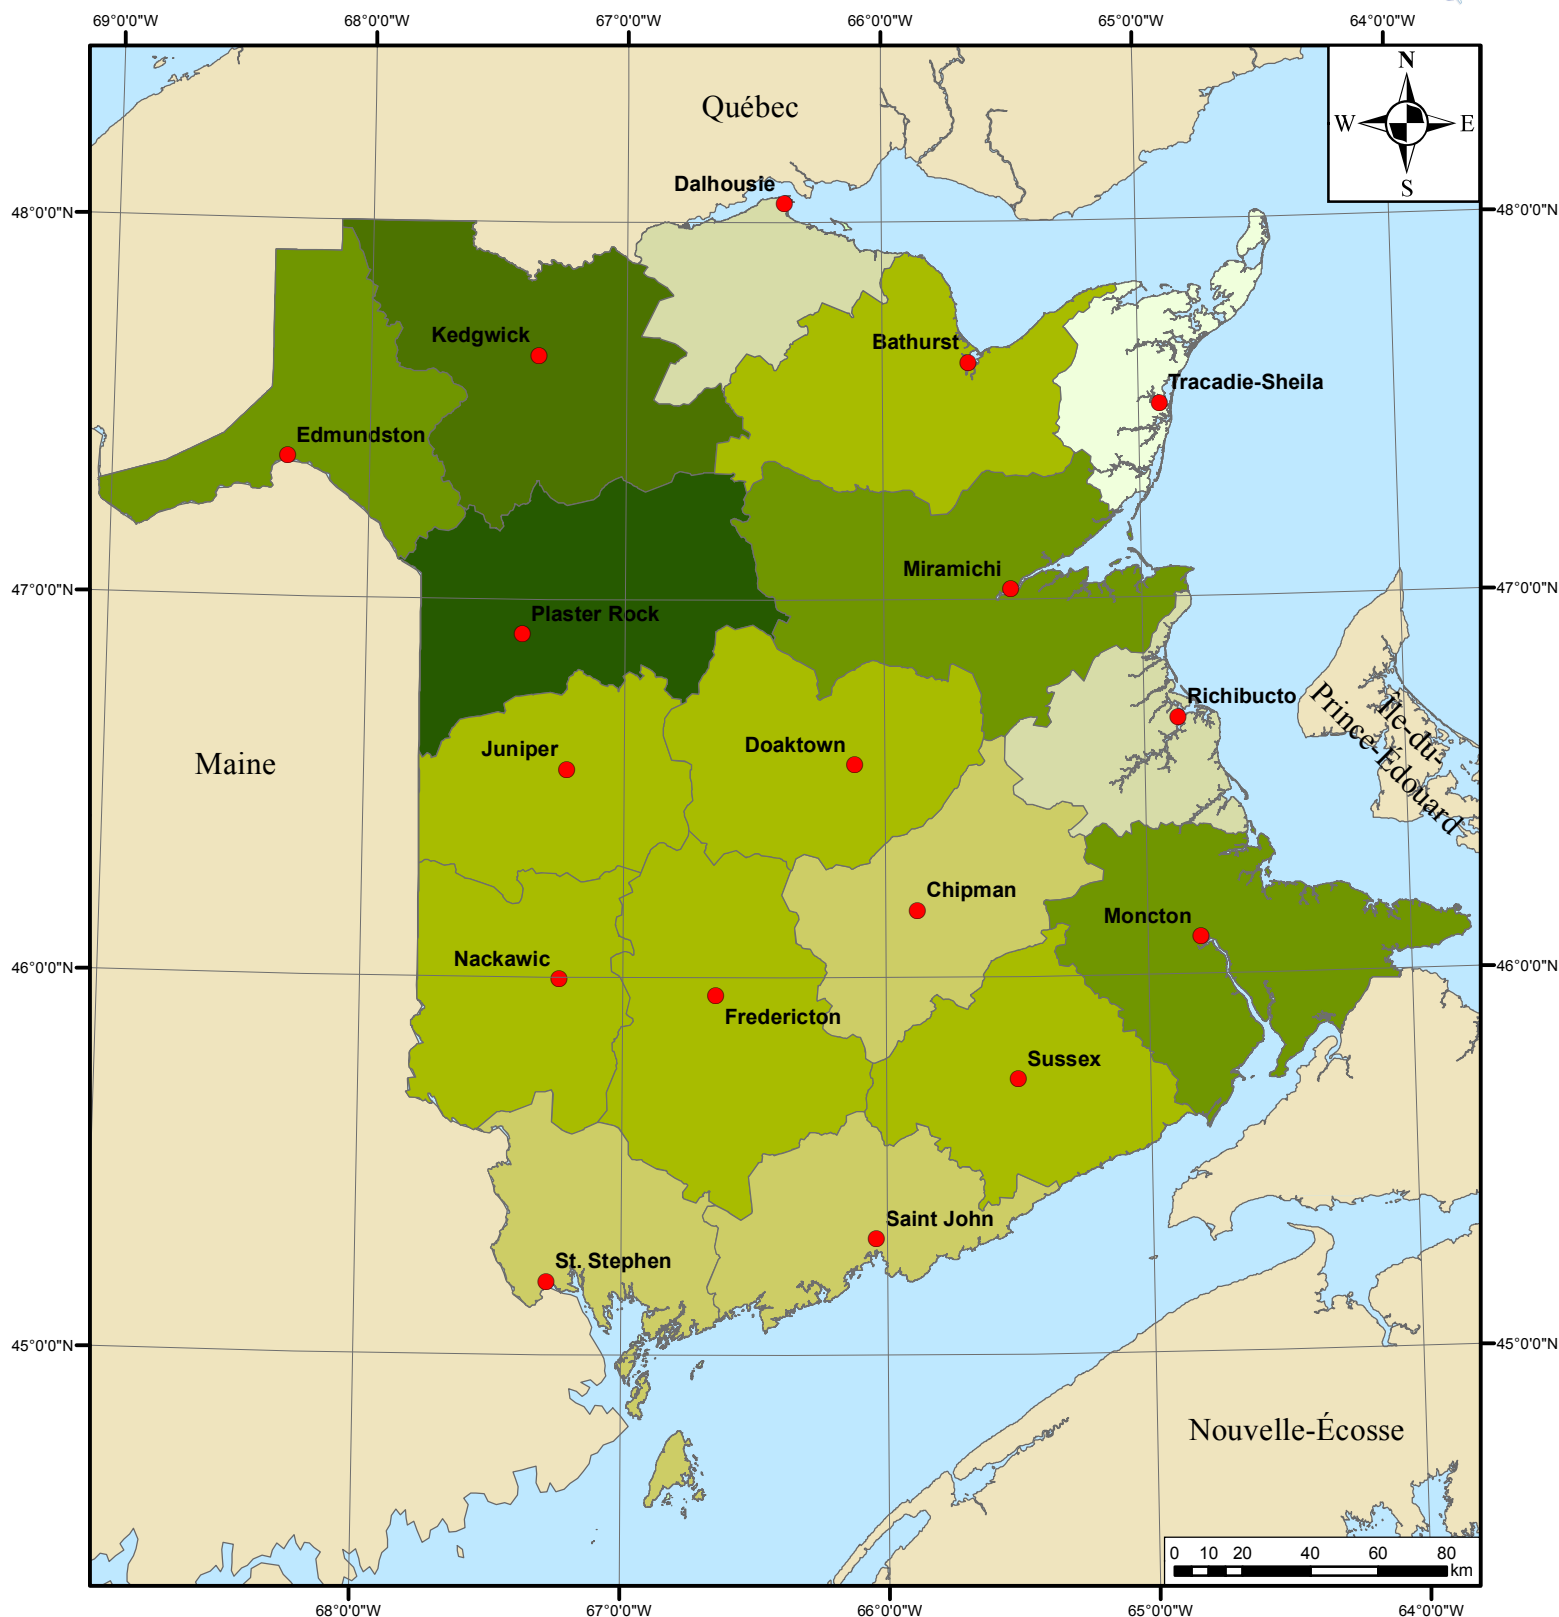 69°0'0"W
68°0'0"W
67°0'0"W
66°0'0"W
65°0'0"W
64°0'0"W
N
W
E
S
Québec
Dalhousie
48°0'0"N
48°0'0"N
Kedgwick
Bathurst
Tracadie-Sheila
Edmundston
Miramichi
47°0'0"N
47°0'0"N
Plaster Rock
Richibucto
Île-du-
Prince-Édouard
Juniper
Doaktown
Maine
Chipman
Moncton
Nackawic
46°0'0"N
46°0'0"N
Fredericton
Sussex
Saint John
St. Stephen
45°0'0"N
45°0'0"N
Nouvelle-Écosse
0 10 20 40 60 80
km
68°0'0"W
67°0'0"W
66°0'0"W
65°0'0"W
64°0'0"W